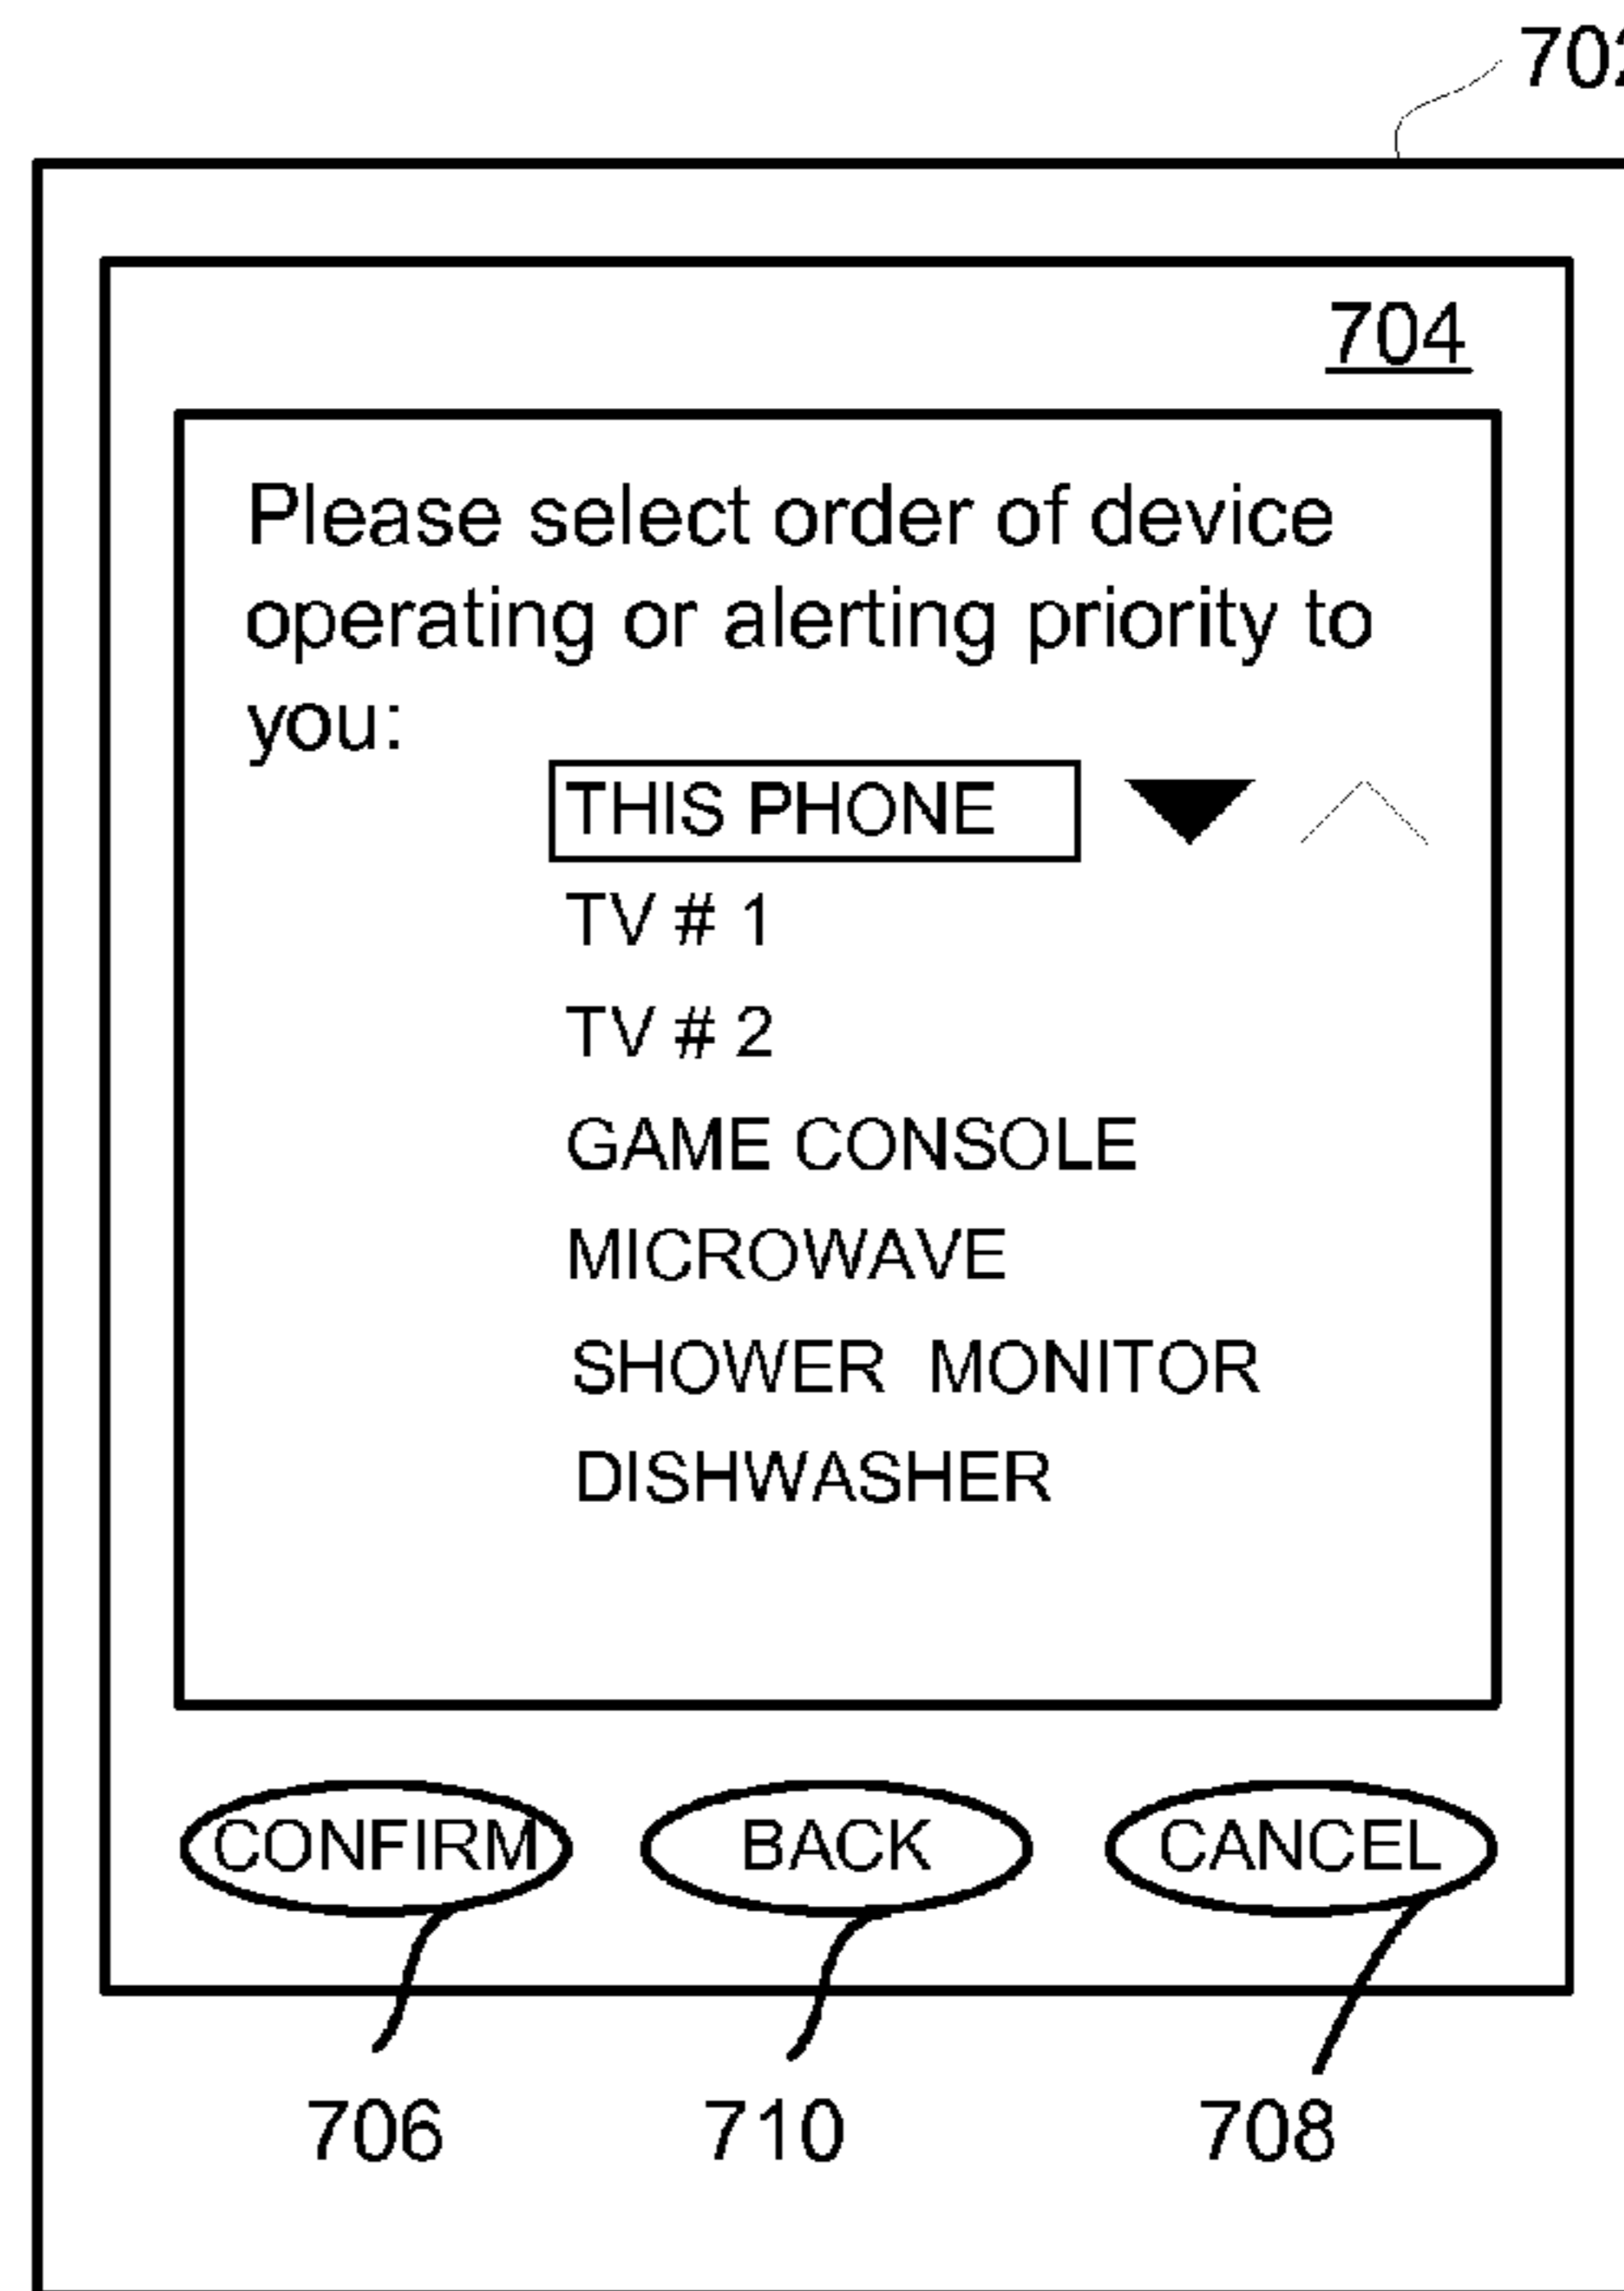 704
Please select order of device
operating or alerting priority to
you:
THIS PHONE
TV # 1
TV # 2
GAME CONSOLE
MICROWAVE
SHOWER MONITOR
DISHWASHER
CONFIRM BACK CANCEL
706 710 708